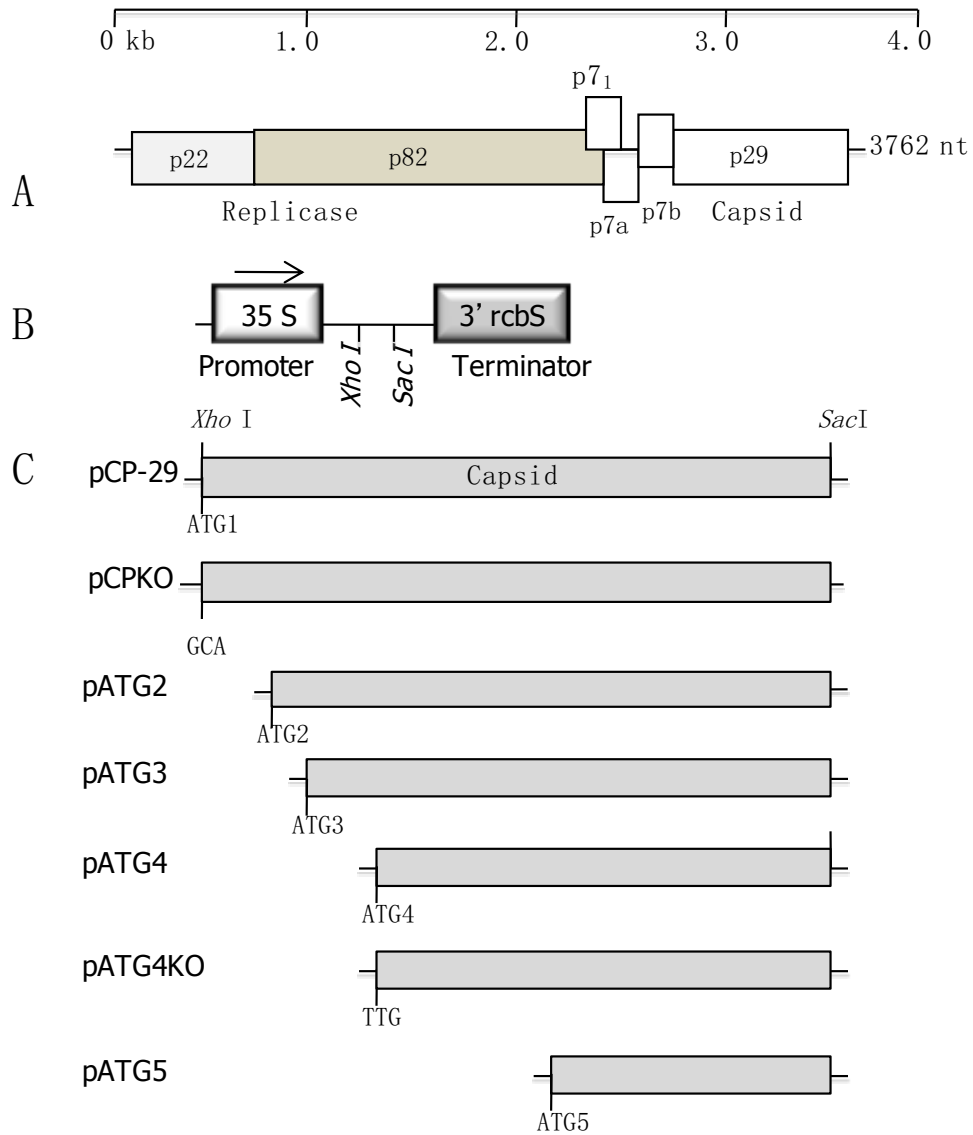 0 kb 1.0 2.0 3.0 4.0
p7₁
p22 p82 p29 3762 nt
A
Replicase p7a p7b Capsid
B
35 S 3' rcbS
Promoter Xho I Sac I Terminator
Xho I SacI
C
pCP-29 Capsid
ATG1
pCPKO
GCA
pATG2
ATG2
pATG3
ATG3
pATG4
ATG4
pATG4KO
TTG
pATG5
ATG5